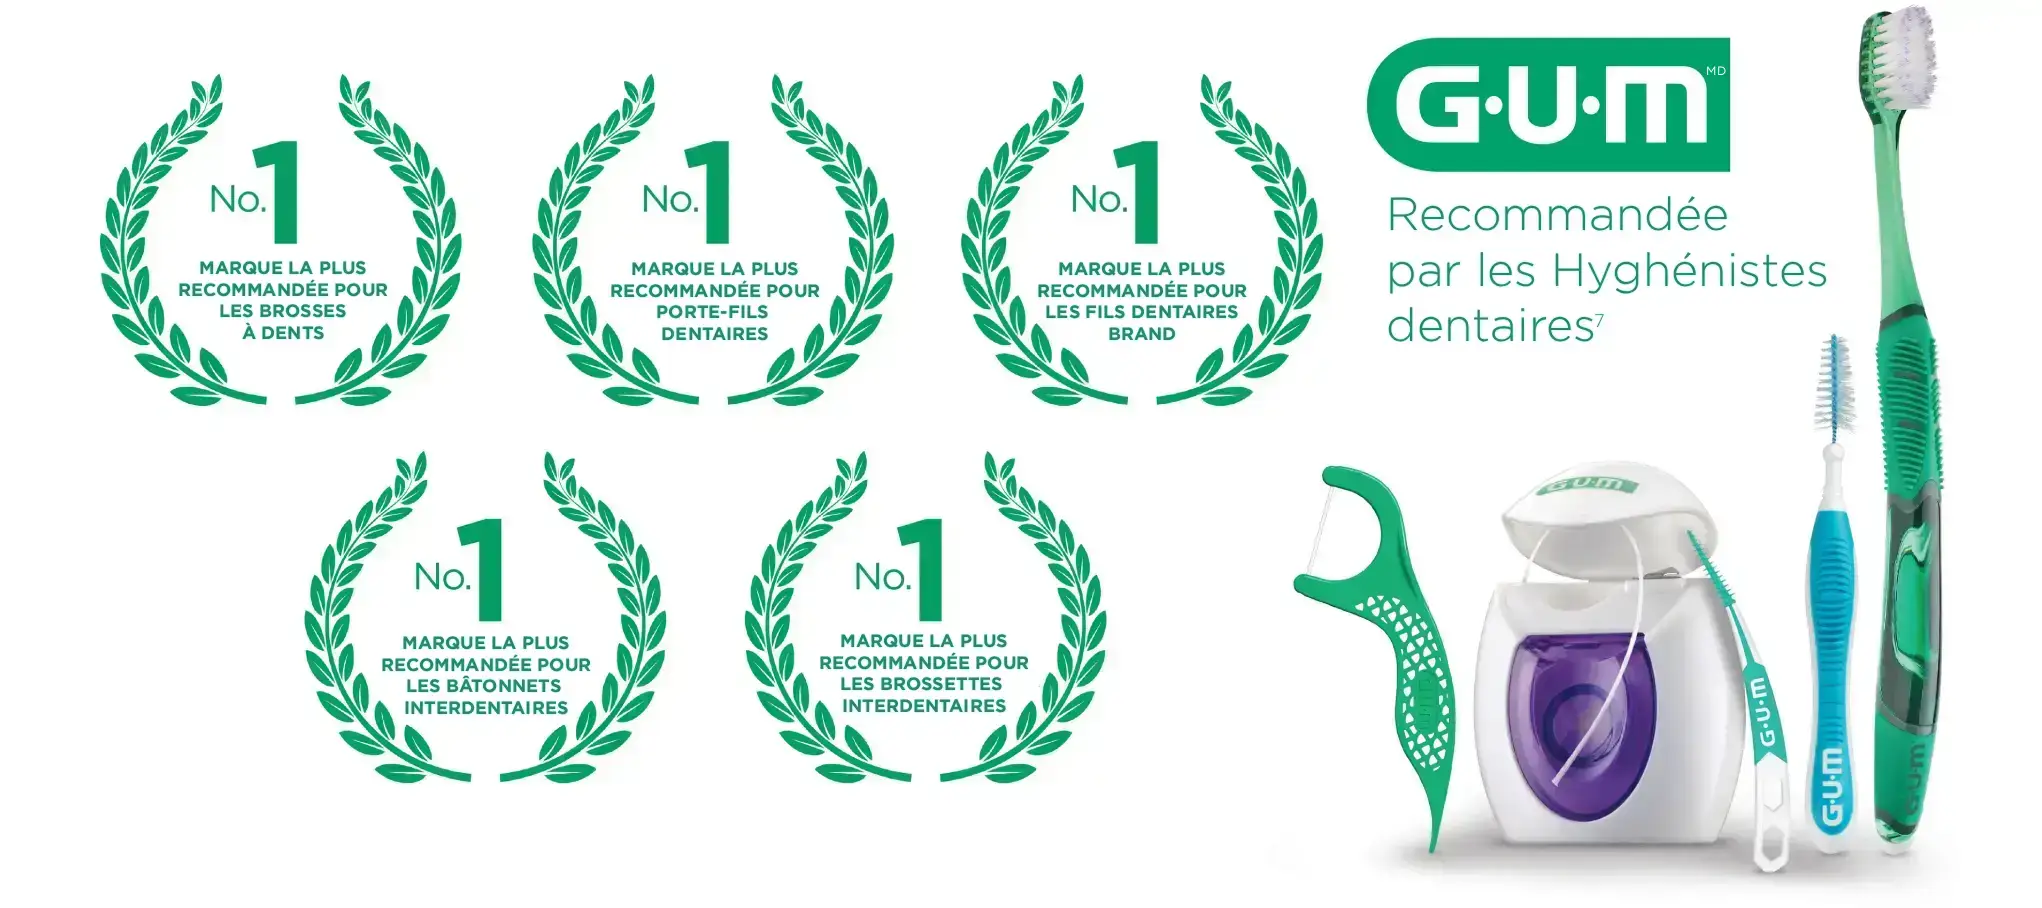 No.1
MARQUE LA PLUS
RECOMMANDÉE POUR
LES BROSSES
À DENTS
No.1
MARQUE LA PLUS
RECOMMANDÉE POUR
PORTE-FILS
DENTAIRES
No.1
MARQUE LA PLUS
RECOMMANDÉE POUR
LES FILS DENTAIRES
BRAND
G·U·M MD
Recommandée
par les Hyghénistes
dentaires7
No.1
MARQUE LA PLUS
RECOMMANDÉE POUR
LES BÂTONNETS
INTERDENTAIRES
No.1
MARQUE LA PLUS
RECOMMANDÉE POUR
LES BROSSETTES
INTERDENTAIRES
G·U·M
G·U·M
G·U·M
G·U·M
G·U·M